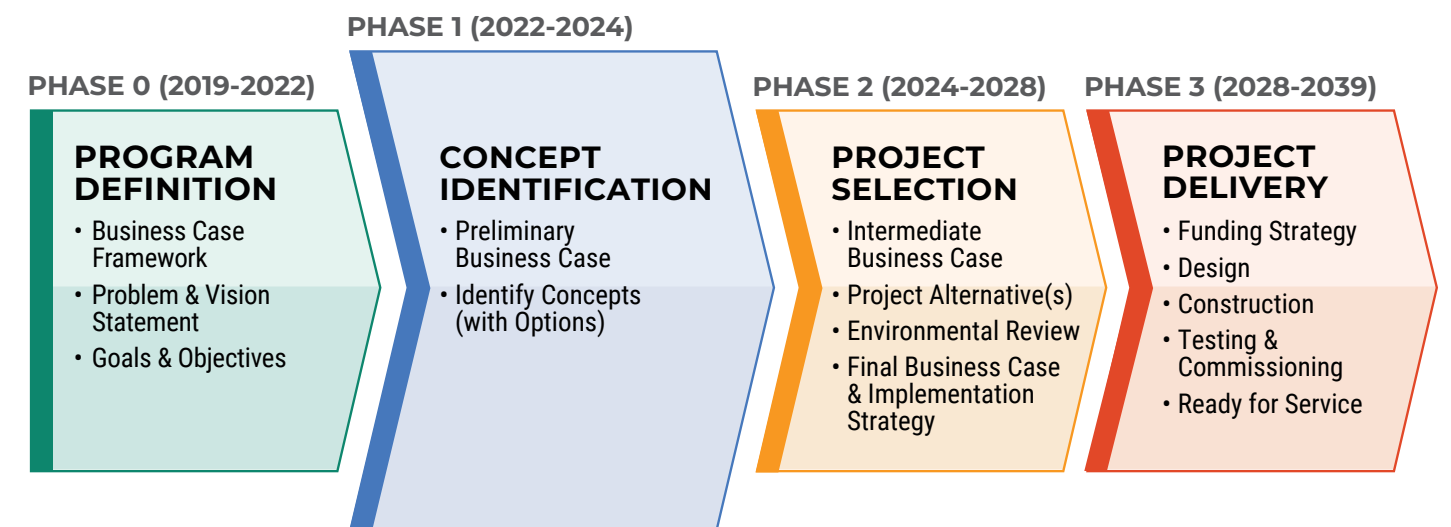 PHASE 0 (2019-2022)
PROGRAM
DEFINITION
• Business Case
Framework
• Problem & Vision
Statement
• Goals & Objectives
PHASE 1 (2022-2024)
CONCEPT
IDENTIFICATION
• Preliminary
Business Case
• Identify Concepts
(with Options)
PHASE 2 (2024-2028)
PROJECT
SELECTION
• Intermediate
Business Case
• Project Alternative(s)
• Environmental Review
• Final Business Case
& Implementation
Strategy
PHASE 3 (2028-2039)
PROJECT
DELIVERY
• Funding Strategy
• Design
• Construction
• Testing &
Commissioning
• Ready for Service